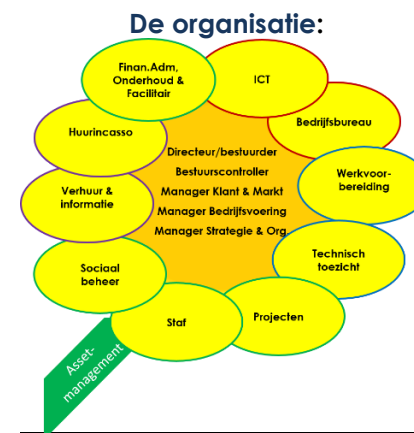 De organisatie:
Finan.Adm,
Onderhoud &
Facilitair
ICT
Bedrijfsbureau
Huurincasso
Directeur/bestuurder
Bestuurscontroller
Manager Klant & Markt
Manager Bedrijfsvoering
Manager Strategie & Org.
Werkvoor-
bereiding
Verhuur &
informatie
Technisch
toezicht
Sociaal
beheer
Projecten
Staf
Asset-
management